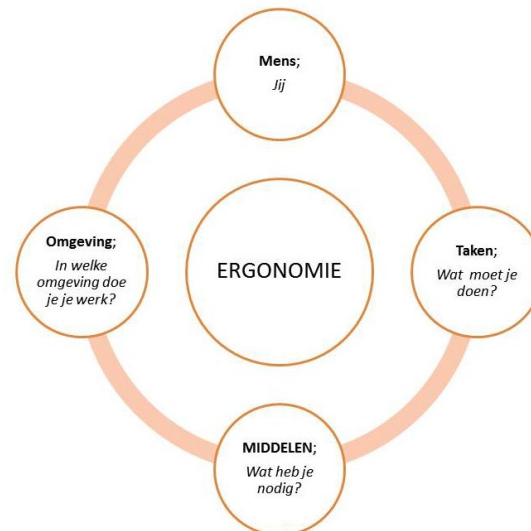 Mens;
Jij
Omgeving;
In welke
omgeving doe
je je werk?
ERGONOMIE
Taken;
Wat moet je
doen?
MIDDELEN;
Wat heb je
nodig?